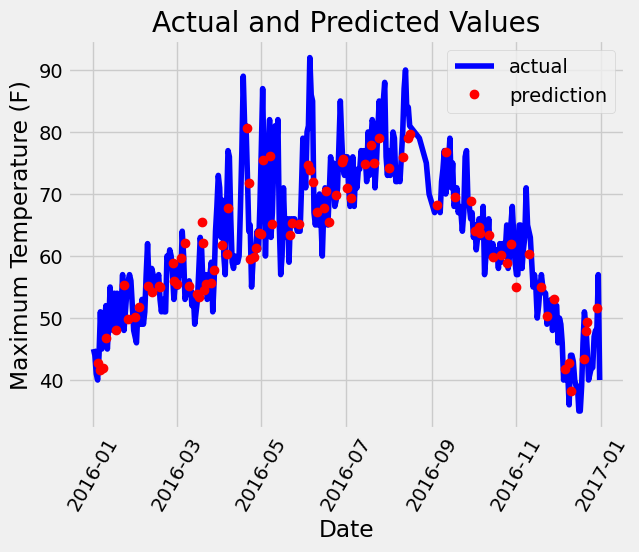 Actual and Predicted Values
actual
prediction
Maximum Temperature (F)
90
80
70
60
50
40
2016-01
2016-03
2016-05
2016-07
2016-09
2016-11
2017-01
Date